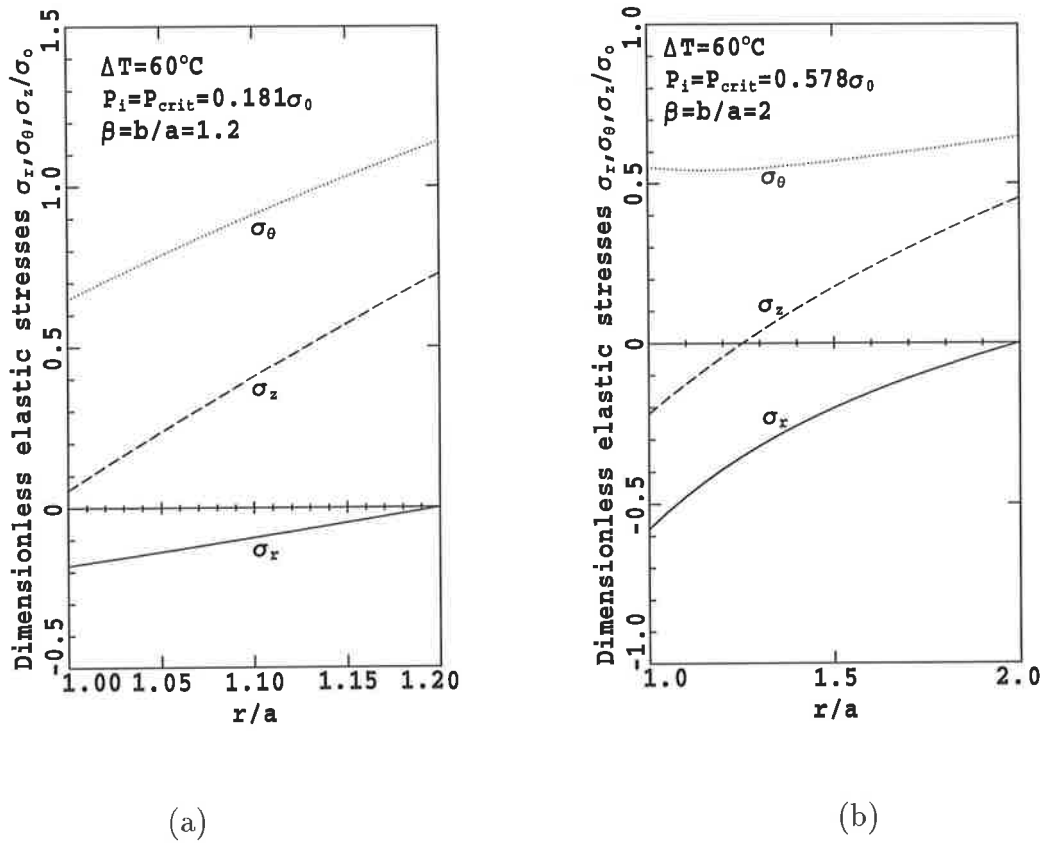 Dimensionless elastic stresses σr,σθ,σz/σo
1.5
1.0
0.5
0
-0.5
ΔT=60°C
Pi=Pcrit=0.181σ0
β=b/a=1.2
σθ
σz
σr
1.00 1.05 1.10 1.15 1.20
r/a
(a)
Dimensionless elastic stresses σr,σθ,σz/σo
1.0
0.5
0
-0.5
-1.0
ΔT=60°C
Pi=Pcrit=0.578σ0
β=b/a=2
σθ
σz
σr
1.0 1.5 2.0
r/a
(b)